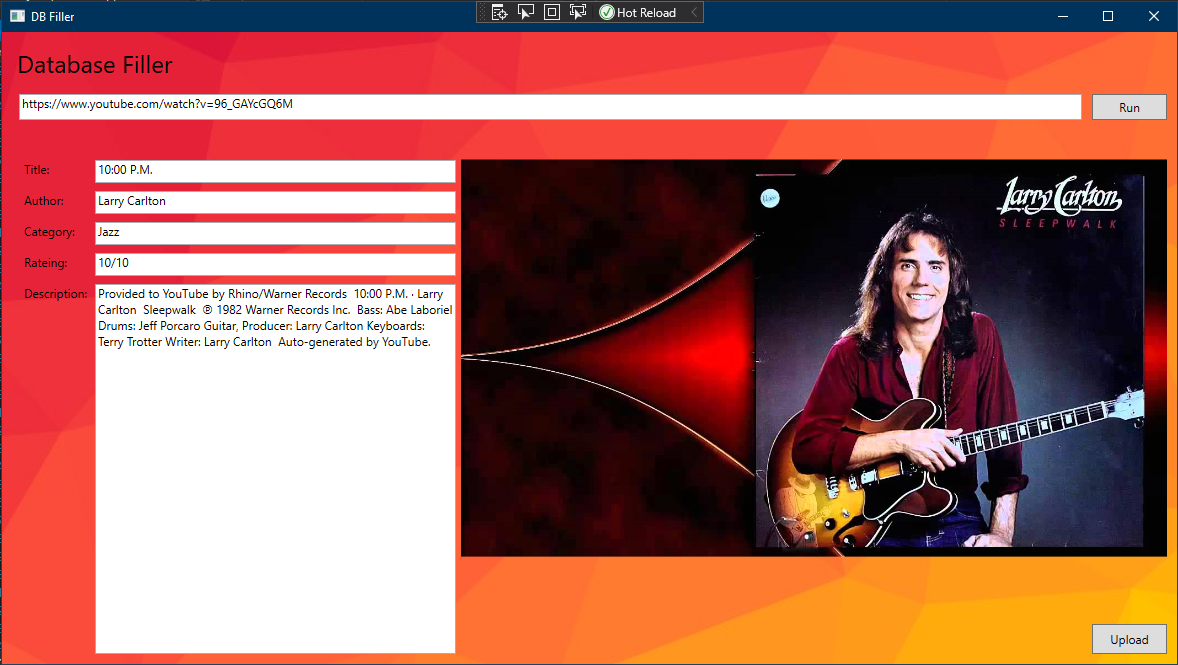 DB Filler
Hot Reload
Database Filler
https://www.youtube.com/watch?v=96_GAYcGQ6M
Run
Title:
10:00 P.M.
Author:
Larry Carlton
Category:
Jazz
Rateing:
10/10
Description:
Provided to YouTube by Rhino/Warner Records  10:00 P.M. · Larry
Carlton  Sleepwalk  ℗ 1982 Warner Records Inc.  Bass: Abe Laboriel
Drums: Jeff Porcaro Guitar, Producer: Larry Carlton Keyboards:
Terry Trotter Writer: Larry Carlton  Auto-generated by YouTube.
Larry Carlton
SLEEPWALK
Upload